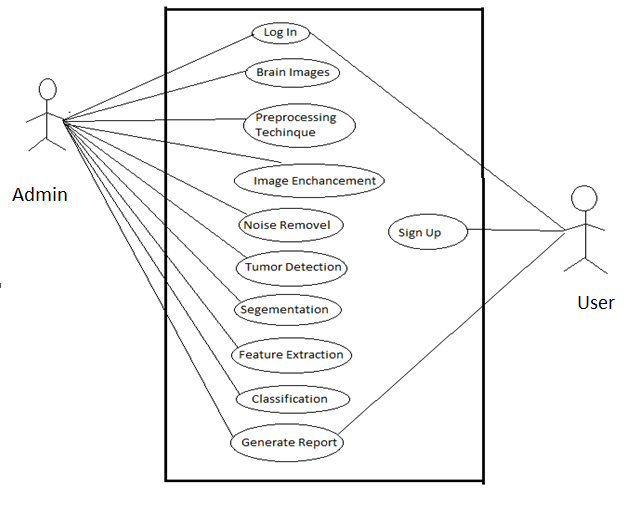 Log In
Brain Images
Preprocessing
Techinque
Image Enchancement
Noise Removel
Tumor Detection
Segementation
Feature Extraction
Classification
Generate Report
Sign Up
Admin
User